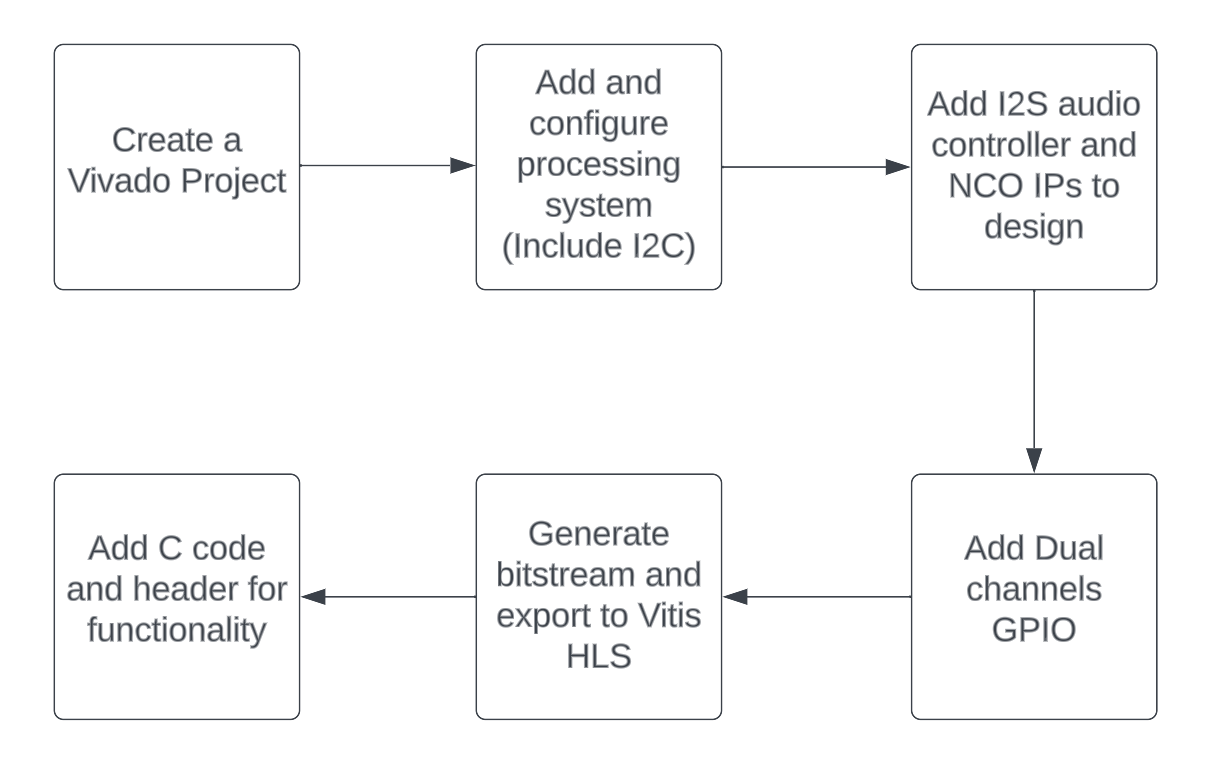 Create a
Vivado Project
Add and
configure
processing
system
(Include I2C)
Add I2S audio
controller and
NCO IPs to
design
Add Dual
channels
GPIO
Generate
bitstream and
export to Vitis
HLS
Add C code
and header for
functionality